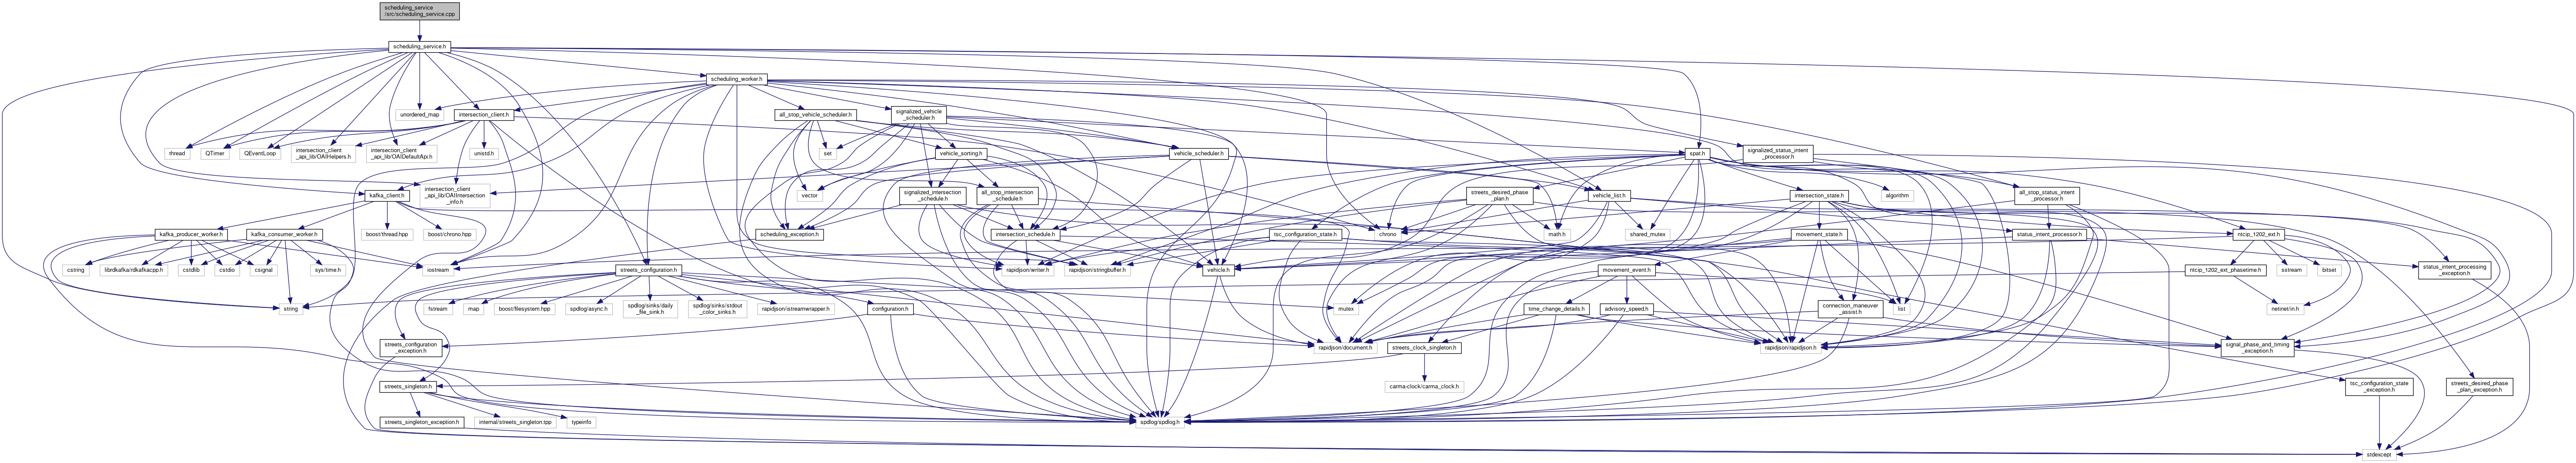 scheduling_service
/src/scheduling_service.cpp
scheduling_service.h
scheduling_worker.h
unordered_map
intersection_client.h
all_stop_vehicle_scheduler.h
signalized_vehicle
_scheduler.h
thread
QTimer
QEventLoop
intersection_client
_api_lib/OAIHelpers.h
intersection_client
_api_lib/OAIDefaultApi.h
unistd.h
set
vehicle_sorting.h
vehicle_scheduler.h
spat.h
signalized_status_intent
_processor.h
kafka_client.h
intersection_client
_api_lib/OAIIntersection
_info.h
vector
signalized_intersection
_schedule.h
all_stop_intersection
_schedule.h
streets_desired_phase
_plan.h
vehicle_list.h
intersection_state.h
algorithm
all_stop_status_intent
_processor.h
kafka_producer_worker.h
kafka_consumer_worker.h
boost/thread.hpp
boost/chrono.hpp
scheduling_exception.h
intersection_schedule.h
tsc_configuration_state.h
chrono
math.h
shared_mutex
movement_state.h
status_intent_processor.h
ntcip_1202_ext.h
cstring
librdkafka/rdkafkacpp.h
cstdlib
cstdio
csignal
sys/time.h
iostream
streets_configuration.h
rapidjson/writer.h
rapidjson/stringbuffer.h
vehicle.h
movement_event.h
ntcip_1202_ext_phasetime.h
sstream
bitset
status_intent_processing
_exception.h
string
fstream
map
boost/filesystem.hpp
spdlog/async.h
spdlog/sinks/daily
_file_sink.h
spdlog/sinks/stdout
_color_sinks.h
rapidjson/istreamwrapper.h
configuration.h
mutex
time_change_details.h
advisory_speed.h
connection_maneuver
_assist.h
list
netinet/in.h
streets_configuration
_exception.h
rapidjson/document.h
streets_clock_singleton.h
rapidjson/rapidjson.h
signal_phase_and_timing
_exception.h
streets_singleton.h
carma-clock/carma_clock.h
tsc_configuration_state
_exception.h
streets_desired_phase
_plan_exception.h
streets_singleton_exception.h
internal/streets_singleton.tpp
typeinfo
spdlog/spdlog.h
stdexcept